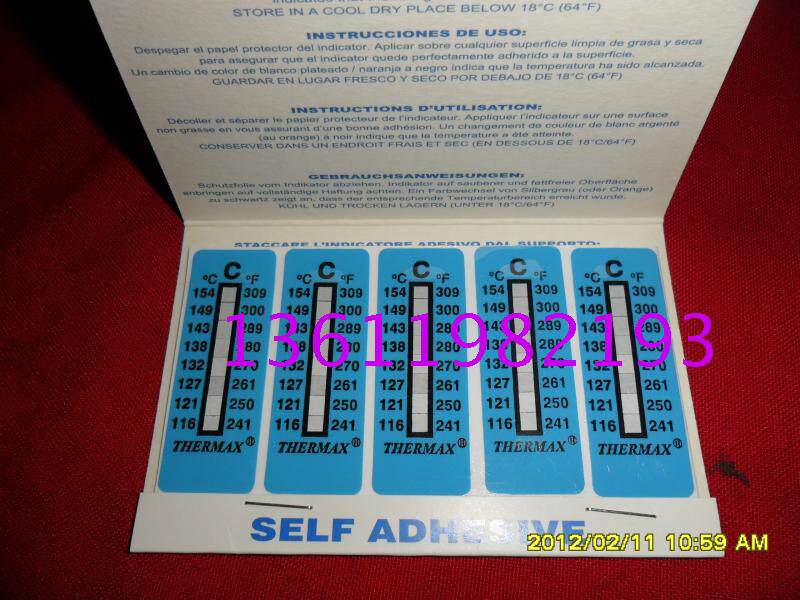 STORE IN A COOL DRY PLACE BELOW 18°C (64°F)
INSTRUCCIONES DE USO:
Despegar el papel protector del indicator. Aplicar sobre cualquier superficie limpia de grasa y seca
para asegurar que el indicator quede perfectamente adherido a la superficie.
Un cambio de color de blanco plateado / naranja a negro indica que la temperatura ha sido alcanzada.
GUARDAR EN LUGAR FRESCO Y SECO POR DEBAJO DE 18°C (64°F)
INSTRUCTIONS D'UTILISATION:
Décoller et séparer le papier protecteur de l'indicateur. Appliquer l'indicateur sur une surface
non grasse en vous assurant d'une bonne adhésion. Un changement de couleur de blanc argenté
(au orange) à noir indique que la temperature a été atteinte.
CONSERVER DANS UN ENDROIT FRAIS ET SEC (EN DESSOUS DE 18°C/64°F)
GEBRAUCHSANWEISUNGEN:
Schutzfolie vom Indikator abziehen. Indikator auf sauberer und fettfreier Oberfläche
anbringen auf vollständige Haftung achten. Ein Farbwechsel von Silbergrau (oder Orange)
zu schwarz zeigt an, dass der entsprechende Temperaturbereich erreicht wurde.
KÜHL UND TROCKEN LAGERN (UNTER 18°C/64°F)
STACCARE L'INDICATORE ADESIVO DAL SUPPORTO:
°C C °F °C C °F °C C °F °C C °F °C C °F
154 309 154 309 154 309 154 309 154 309
149 300 149 300 149 300 149 300 149 300
143 289 143 289 143 289 143 289
138 280 138 280 138 280 138 280 138 280
132 270 132 270 132 270 132 270 132 270
127 261 127 261 127 261 127 261 127 261
121 250 121 250 121 250 121 250 121 250
116 241 116 241 116 241 116 241 116 241
THERMAX® THERMAX® THERMAX® THERMAX® THERMAX®
13611982193
SELF ADHESIVE
2012/02/11 10:59 AM